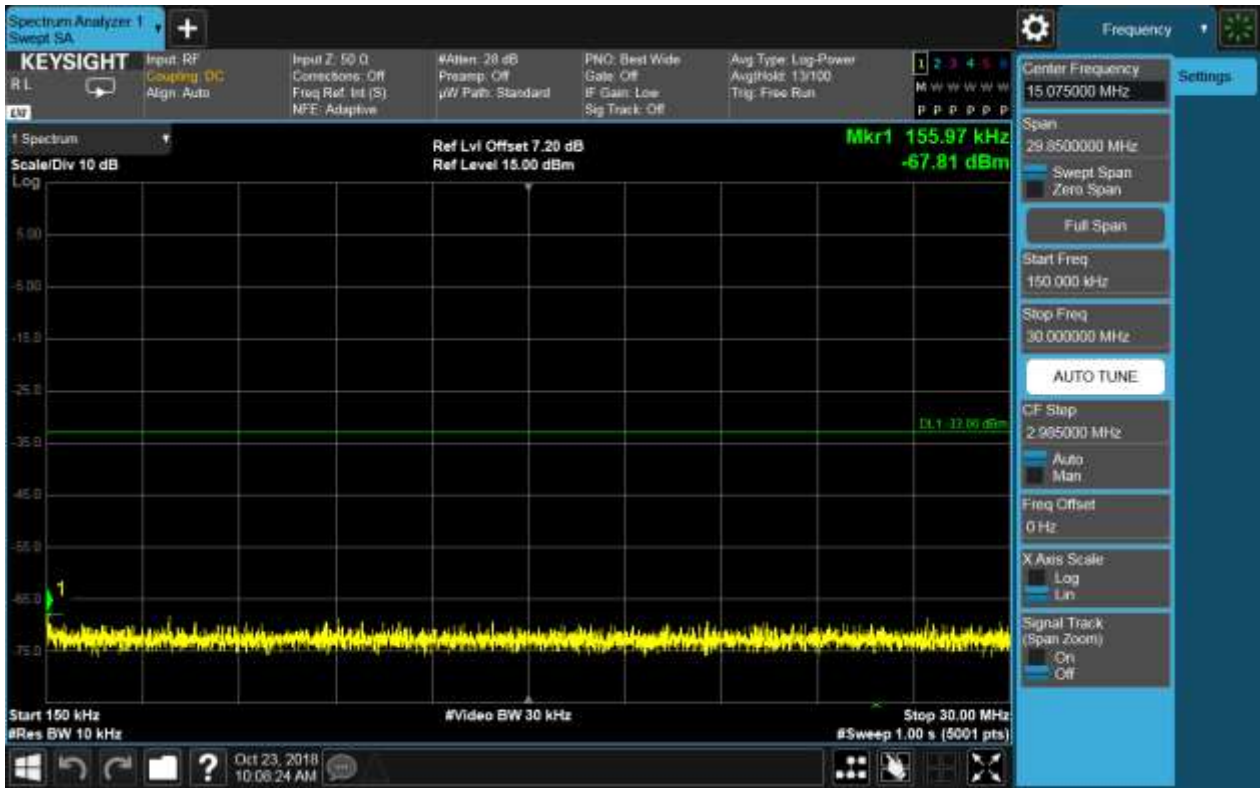 Spectrum Analyzer 1
Swept SA
+
Frequency
KEYSIGHT
R L
Input: RF
Coupling: DC
Align: Auto
Input Z: 50 Ω
Corrections: Off
Freq Ref: Int (S)
NFE: Adaptive
#Atten: 28 dB
Preamp: Off
µW Path: Standard
PNO: Best Wide
Gate: Off
IF Gain: Low
Sig Track: Off
Avg Type: Log-Power
Avg|Hold: 13/100
Trig: Free Run
1 2 3 4 5 6
M W W W W W
P P P P P P
Center Frequency
15.075000 MHz
Settings
Span
29.8500000 MHz
Swept Span
Zero Span
Full Span
Start Freq
150.000 kHz
Stop Freq
30.000000 MHz
AUTO TUNE
CF Step
2.985000 MHz
Auto
Man
Freq Offset
0 Hz
X Axis Scale
Log
Lin
Signal Track
(Span Zoom)
On
Off
1 Spectrum
Scale/Div 10 dB
Ref Lvl Offset 7.20 dB
Ref Level 15.00 dBm
Mkr1 155.97 kHz
-67.81 dBm
Log
5.00
-5.00
-15.0
-25.0
DL1 -33.00 dBm
-35.0
-45.0
-55.0
1
-65.0
-75.0
Start 150 kHz
#Video BW 30 kHz
Stop 30.00 MHz
#Res BW 10 kHz
#Sweep 1.00 s (5001 pts)
?
Oct 23, 2018
10:06:24 AM